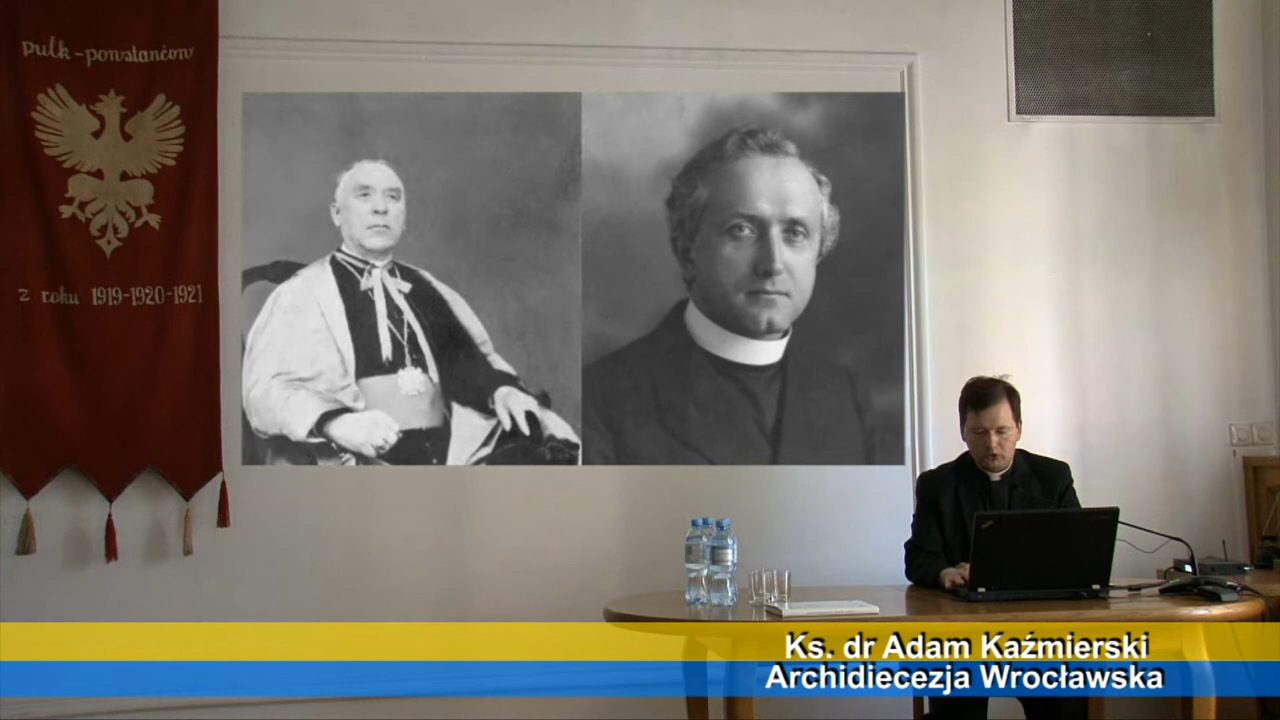 pułk-powstańców
z roku 1919-1920-1921
Ks. dr Adam Kaźmierski
Archidiecezja Wrocławska